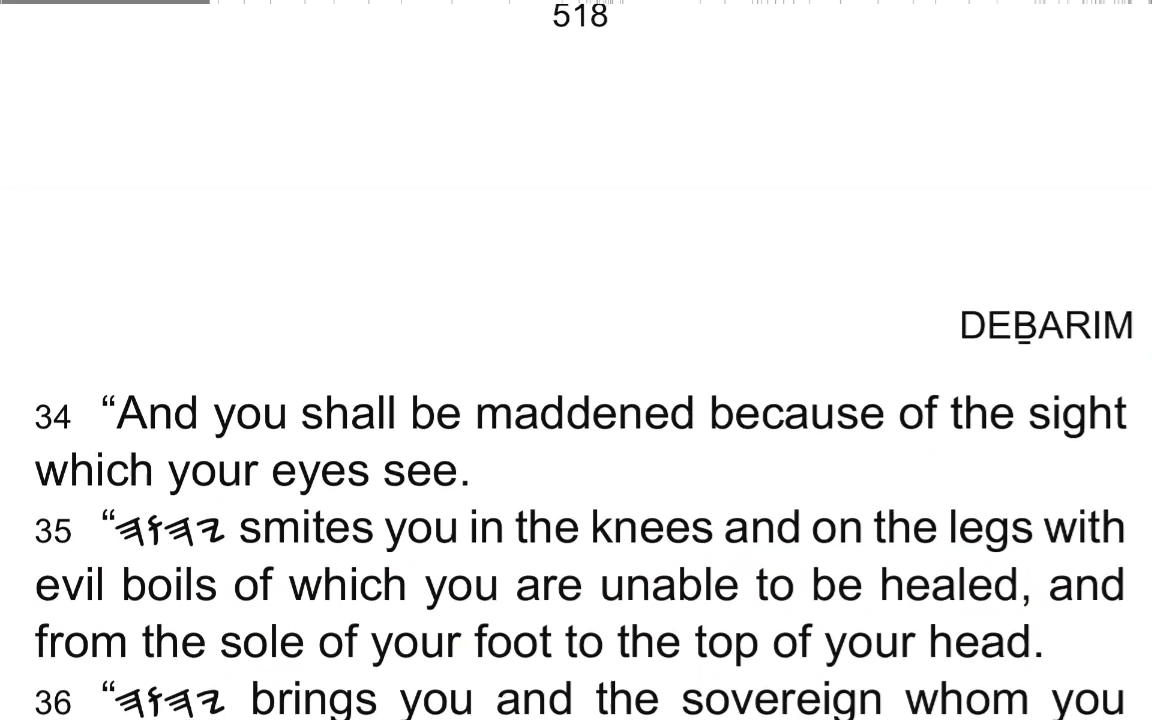 518
DEḆARIM
34 “And you shall be maddened because of the sight
which your eyes see.
35 “𐤉𐤄𐤅𐤄 smites you in the knees and on the legs with
evil boils of which you are unable to be healed, and
from the sole of your foot to the top of your head.
36 “𐤉𐤄𐤅𐤄 brings you and the sovereign whom you